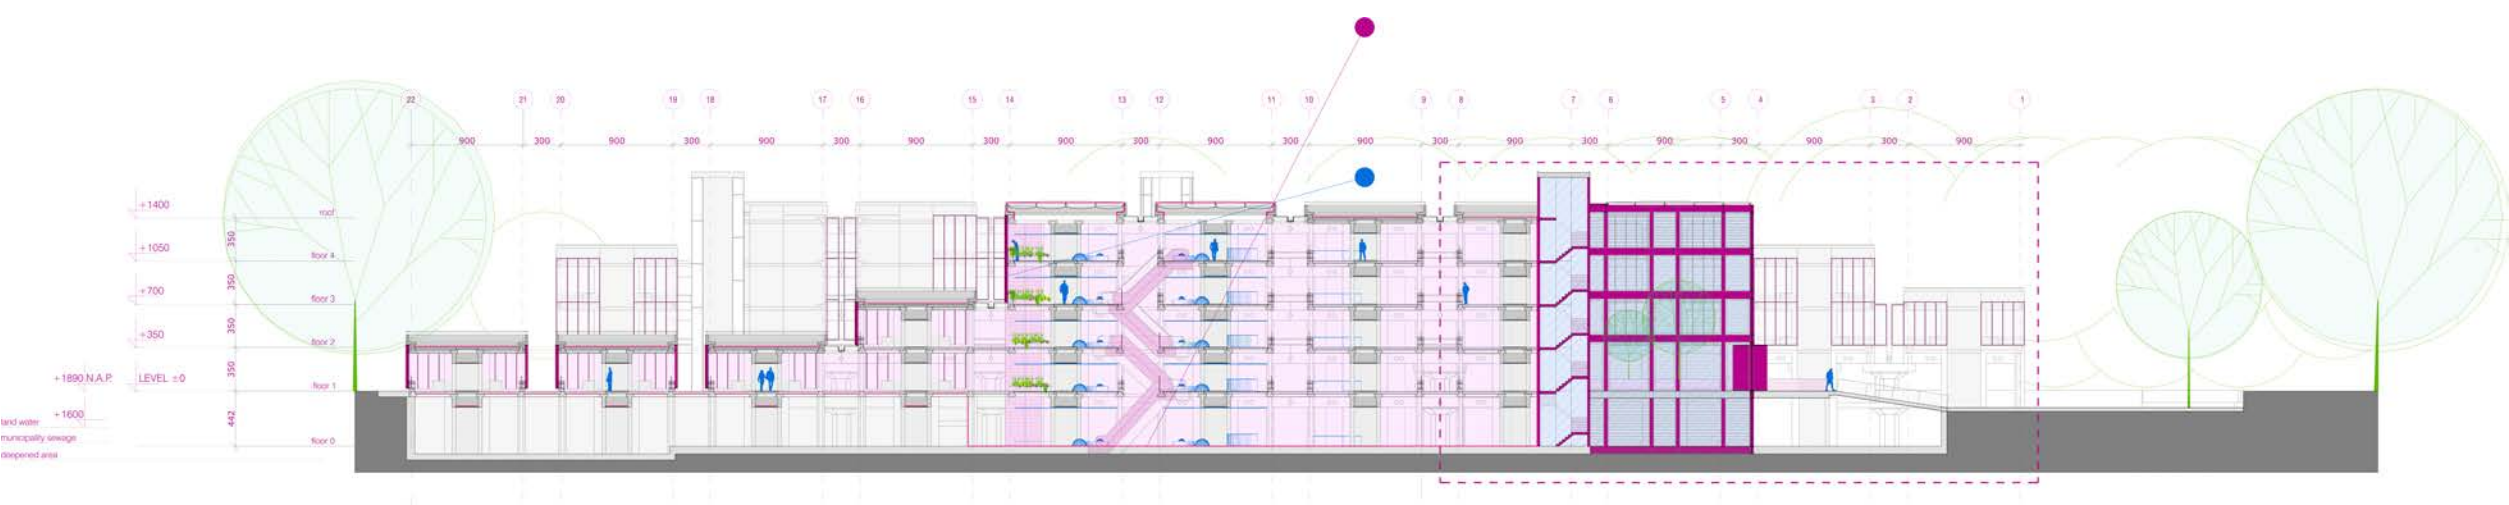 22 21 20 19 18 17 16 15 14 13 12 11 10 9 8 7 6 5 4 3 2 1
900 300 900 300 900 300 900 300 900 300 900 300 900 300 900 300 900 300 900 300 900
+1400 roof
350
+1050 floor 4
350
+700 floor 3
350
+350 floor 2
350
+1890 N.A.P. LEVEL ±0 floor 1
+1600
442
land water
municipality sewage
floor 0
deepened area